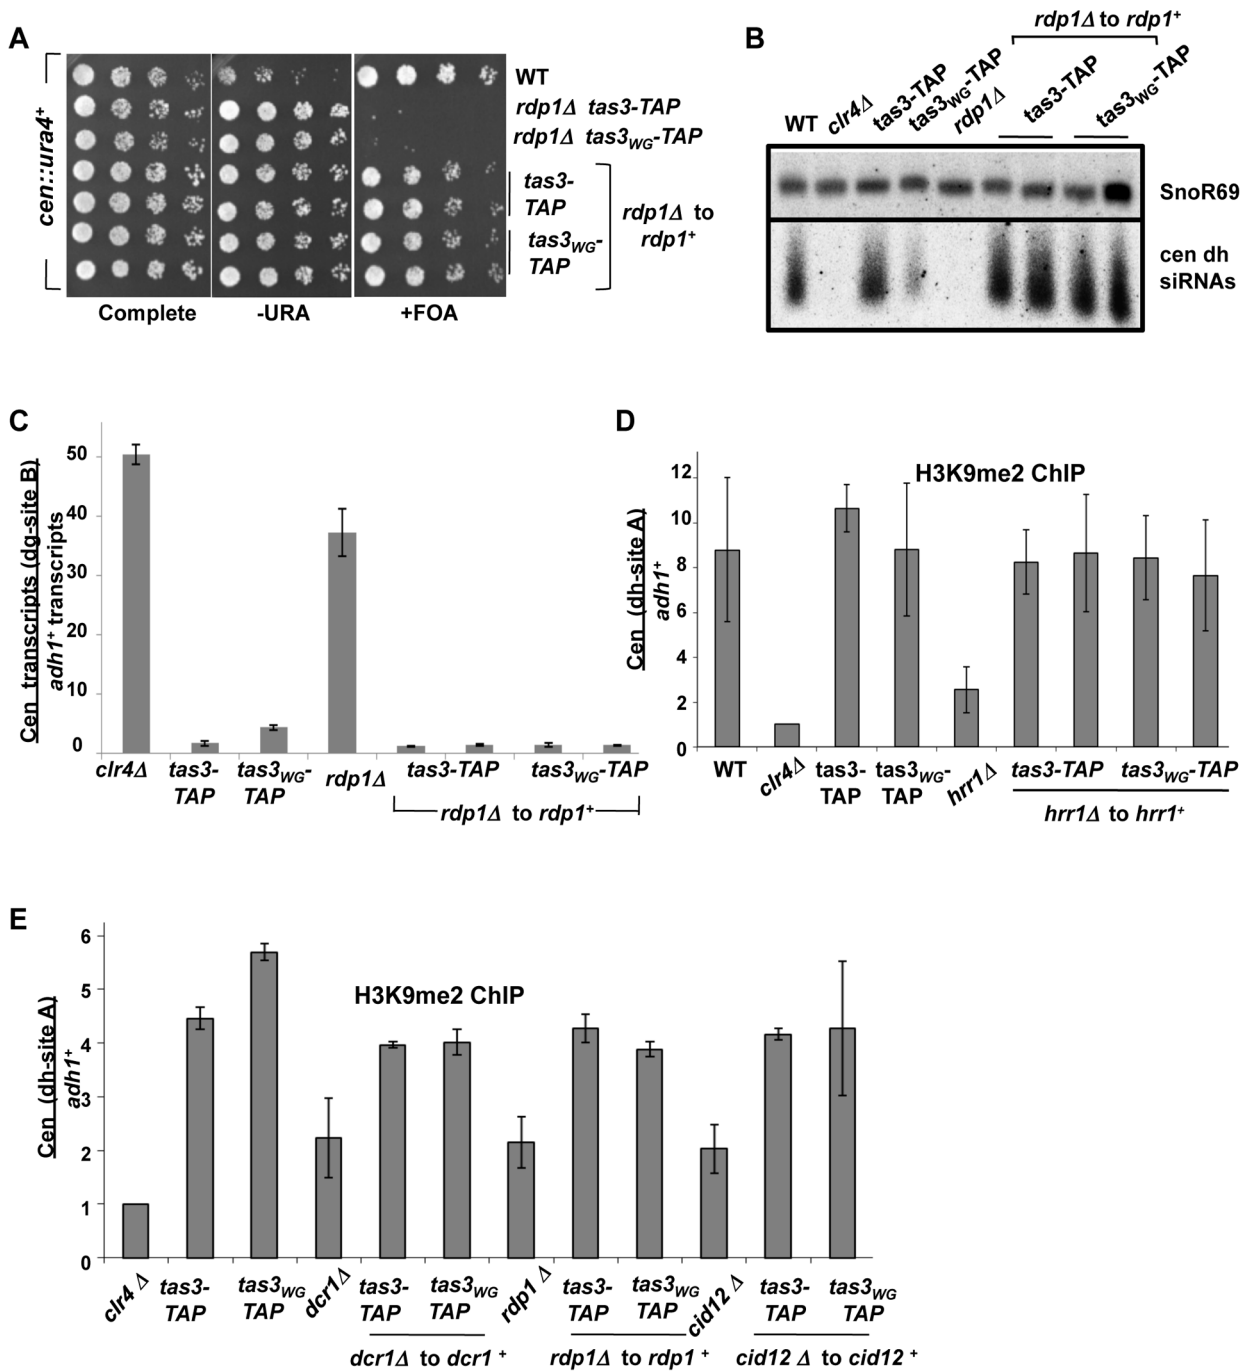 A
cen::ura4+
WT
rdp1Δ tas3-TAP
rdp1Δ tas3WG-TAP
tas3-
TAP
tas3WG-
TAP
rdp1Δ to
rdp1+
Complete
-URA
+FOA
B
rdp1Δ to rdp1+
WT
clr4Δ
tas3-TAP
tas3WG-TAP
rdp1Δ
tas3-TAP
tas3WG-TAP
SnoR69
cen dh
siRNAs
C
Cen transcripts (dg-site B)
adh1+ transcripts
50
40
30
20
10
0
clr4Δ
tas3-
TAP
tas3WG-
TAP
rdp1Δ
tas3-TAP
tas3WG-TAP
rdp1Δ to rdp1+
D
H3K9me2 ChIP
Cen (dh-site A)
adh1+
12
10
8
6
4
2
0
WT
clr4Δ
tas3-
TAP
tas3WG-
TAP
hrr1Δ
tas3-TAP
tas3WG-TAP
hrr1Δ to hrr1+
E
H3K9me2 ChIP
Cen (dh-site A)
adh1+
6
5
4
3
2
1
0
clr4 Δ
tas3-
TAP
tas3WG
TAP
dcr1Δ
tas3-
TAP
tas3WG
TAP
dcr1Δ to dcr1 +
rdp1 Δ
tas3-
TAP
tas3WG
TAP
rdp1Δ to rdp1 +
cid12 Δ
tas3-
TAP
tas3WG
TAP
cid12 Δ to cid12 +